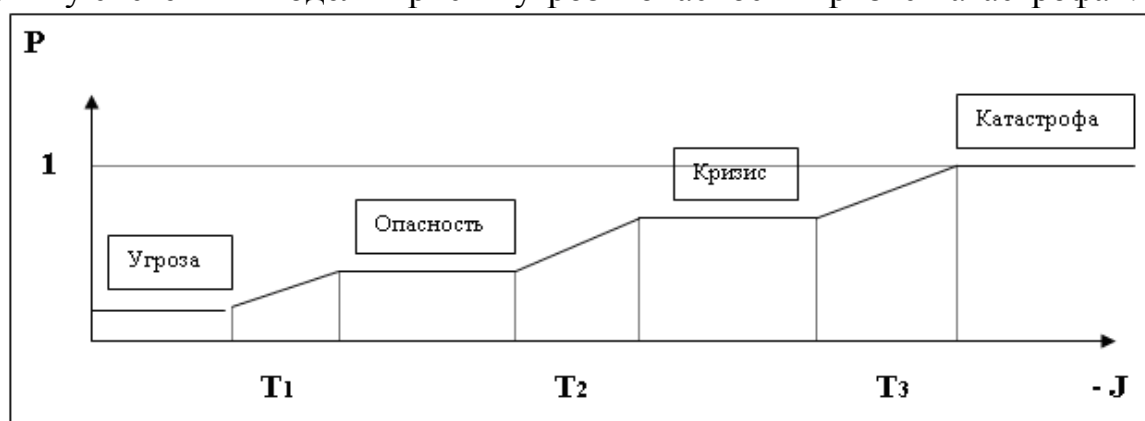 P
Катастрофа
1
Кризис
Опасность
Угроза
T1 T2 T3 - J